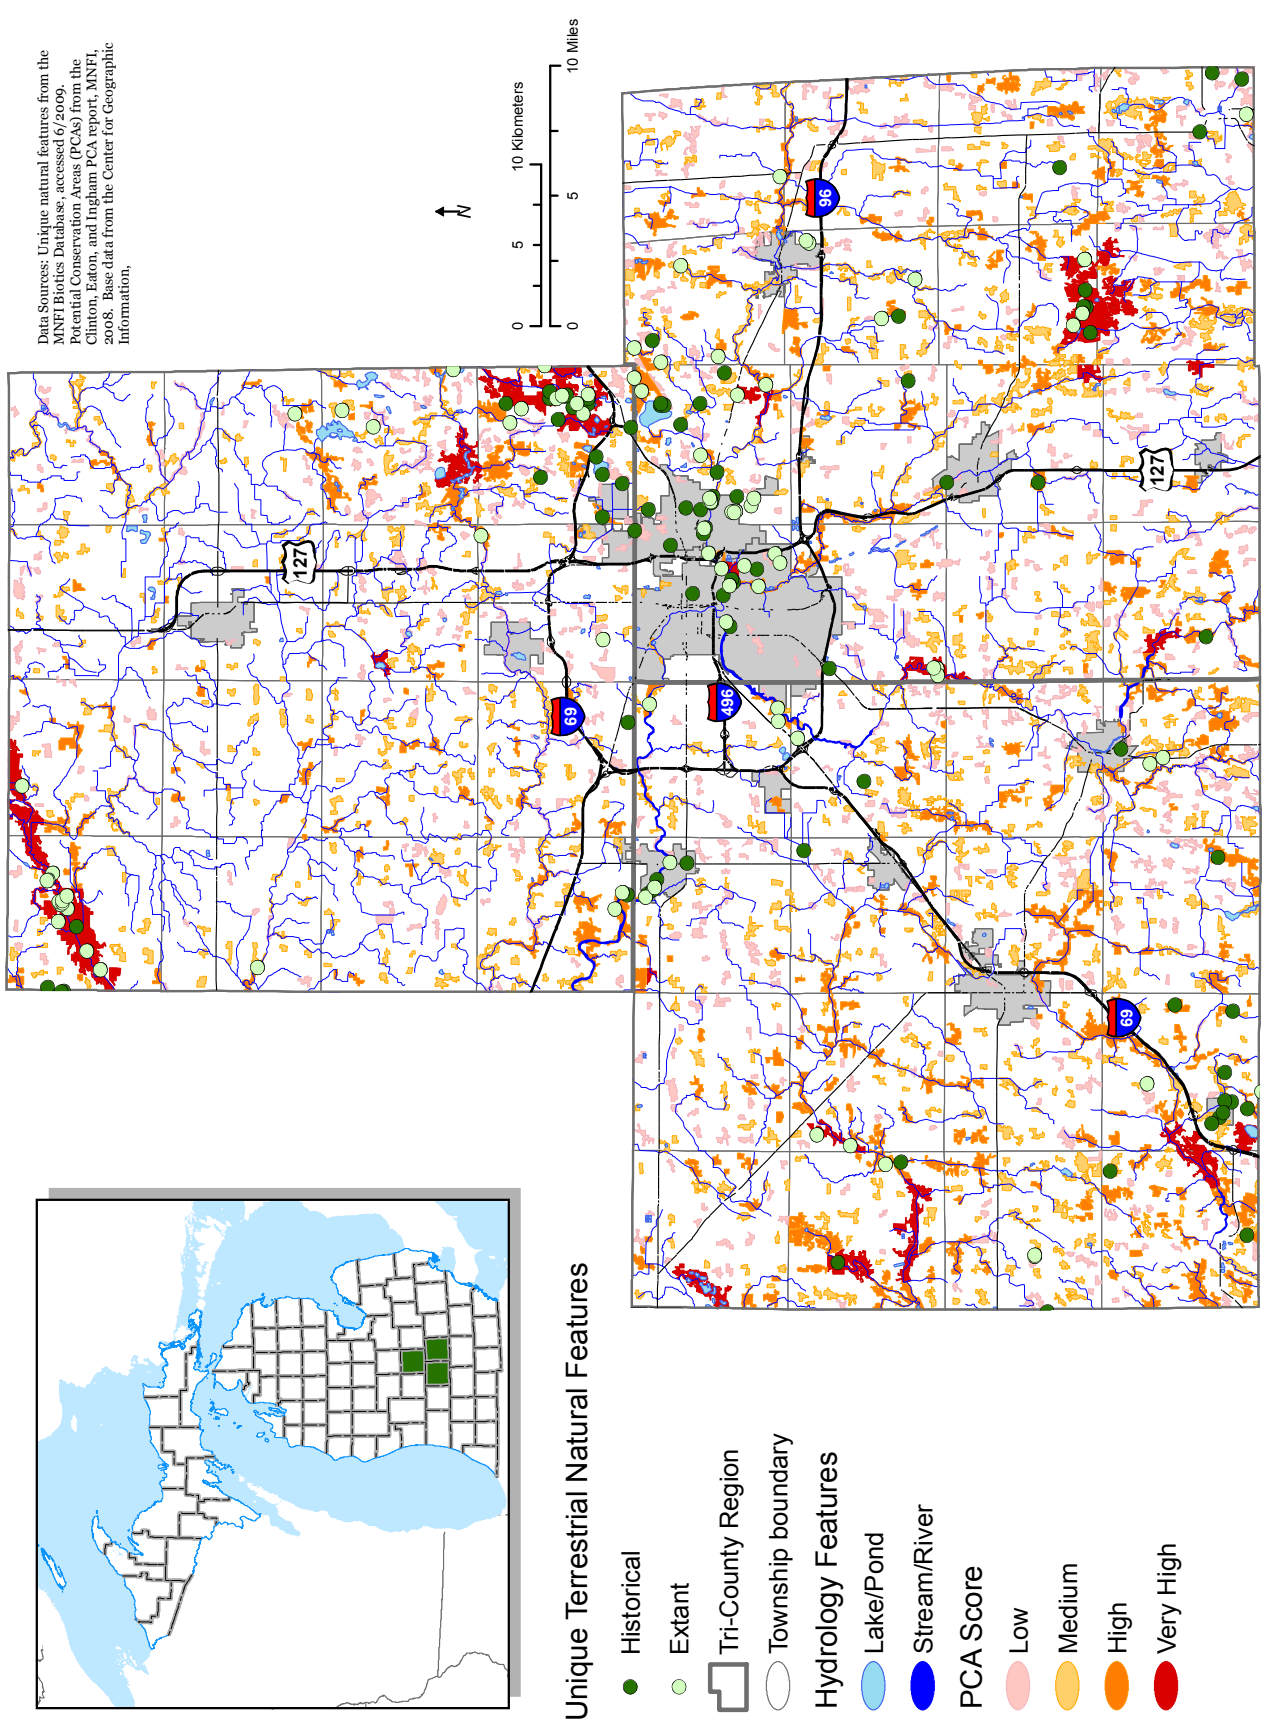 Data Sources: Unique natural features from the
MNFI Biotics Database, accessed 6/2009.
Potential Conservation Areas (PCAs) from the
Clinton, Eaton, and Ingham PCA report, MNFI,
2008. Base data from the Center for Geographic
Information,
N
0 5 10 Kilometers
0 5 10 Miles
127
69
96
496
127
69
Unique Terrestrial Natural Features
Historical
Extant
Tri-County Region
Township boundary
Hydrology Features
Lake/Pond
Stream/River
PCA Score
Low
Medium
High
Very High